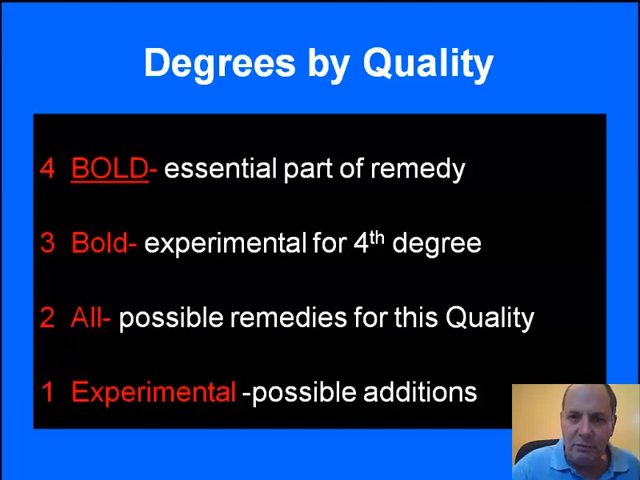 Degrees by Quality
4 BOLD- essential part of remedy
3 Bold- experimental for 4th degree
2 All- possible remedies for this Quality
1 Experimental -possible additions